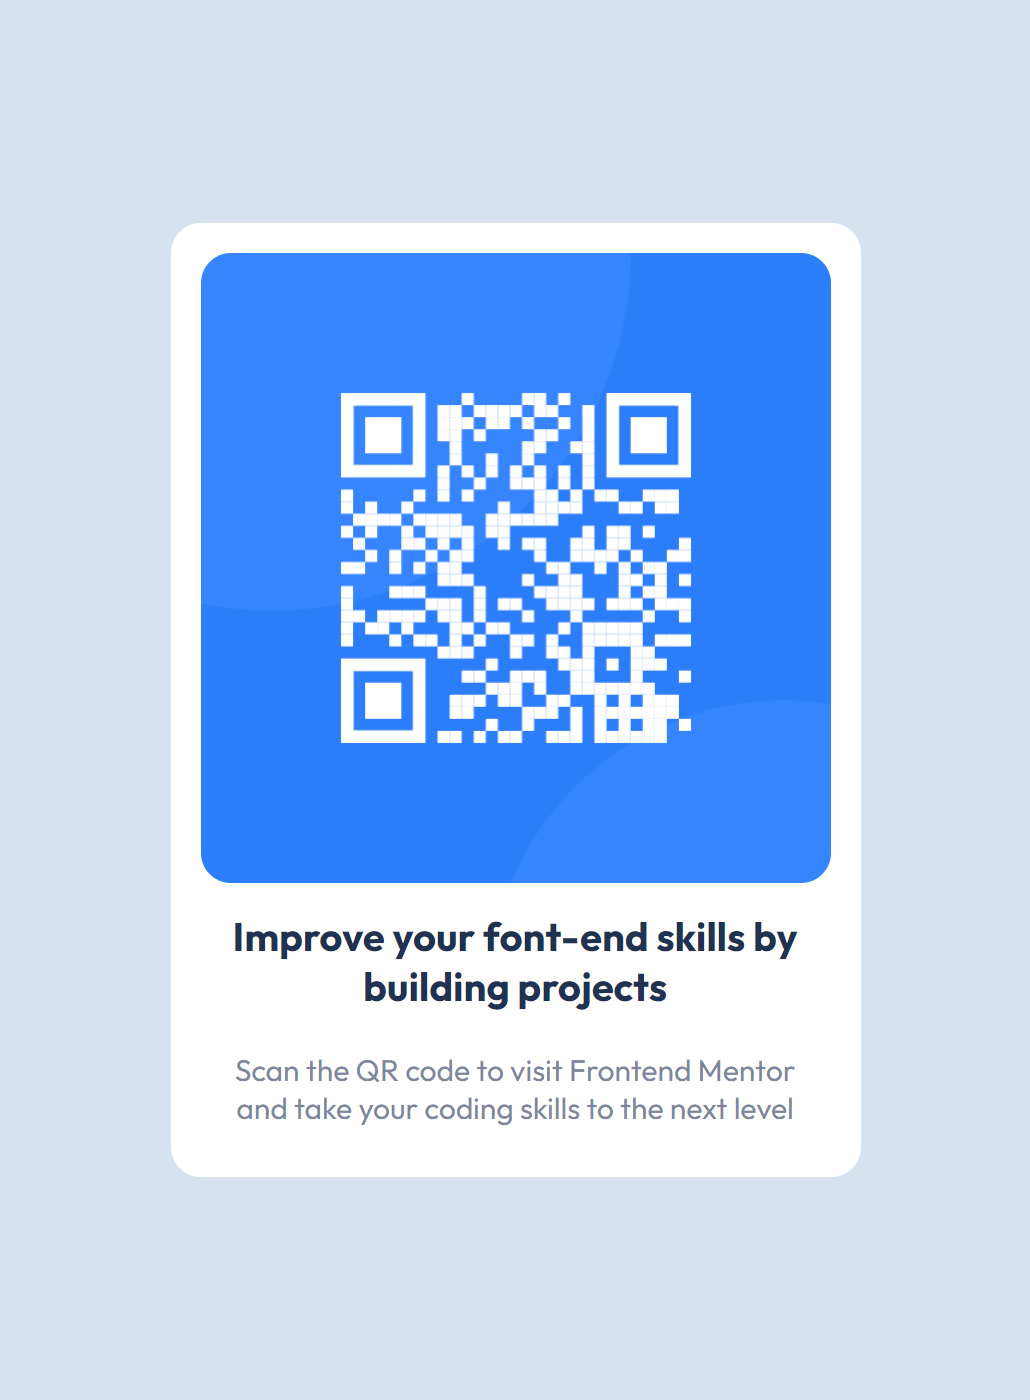 Improve your font-end skills by
building projects
Scan the QR code to visit Frontend Mentor
and take your coding skills to the next level